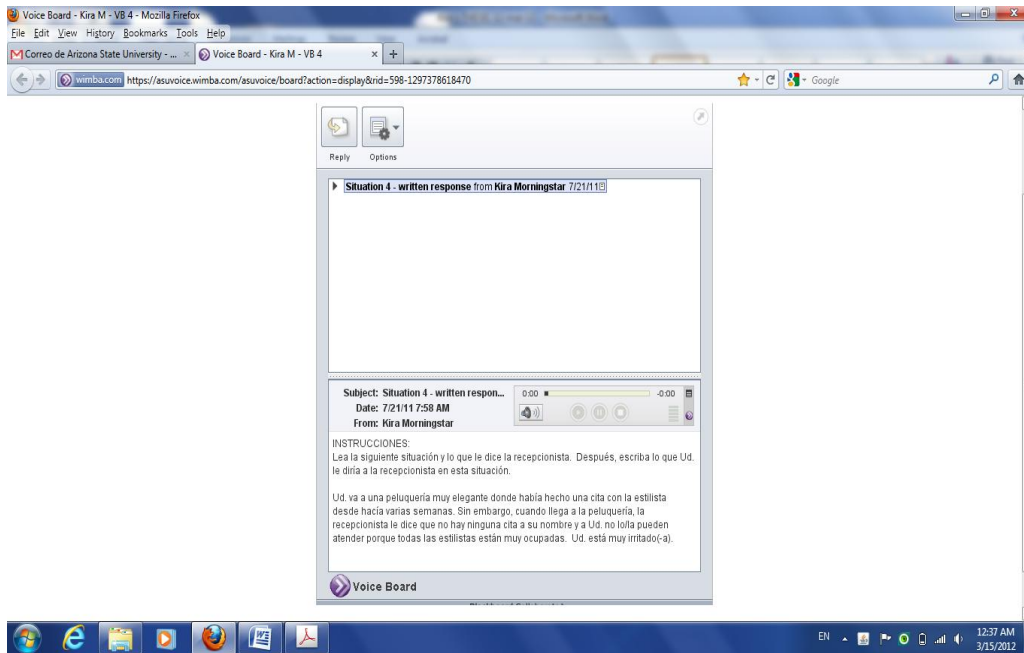 Voice Board - Kira M - VB 4 - Mozilla Firefox
File Edit View History Bookmarks Tools Help
Correo de Arizona State University - ... Voice Board - Kira M - VB 4
wimba.com https://asuvoice.wimba.com/asuvoice/board?action=display&rid=598-1297378618470 Google
Reply Options
Situation 4 - written response from Kira Morningstar 7/21/11
Subject: Situation 4 - written respon... 0:00 -0:00
Date: 7/21/11 7:58 AM
From: Kira Morningstar
INSTRUCCIONES:
Lea la siguiente situación y lo que le dice la recepcionista. Después, escriba lo que Ud.
le diría a la recepcionista en esta situación.
Ud. va a una peluquería muy elegante donde había hecho una cita con la estilista
desde hacía varias semanas. Sin embargo, cuando llega a la peluquería, la
recepcionista le dice que no hay ninguna cita a su nombre y a Ud. no lo/la pueden
atender porque todas las estilistas están muy ocupadas. Ud. está muy irritado(-a).
Voice Board
EN 12:37 AM
3/15/2012